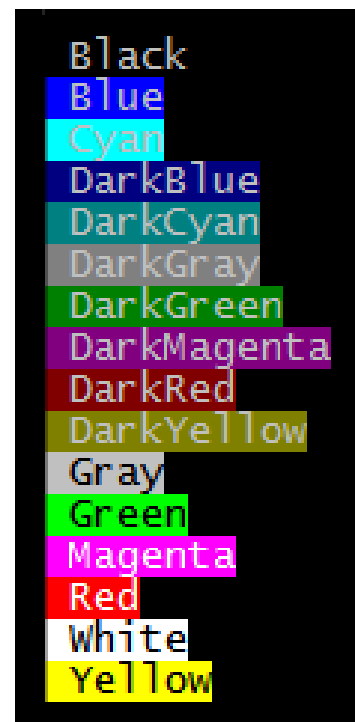 Black
Blue
Cyan
DarkBlue
DarkCyan
DarkGray
DarkGreen
DarkMagenta
DarkRed
DarkYellow
Gray
Green
Magenta
Red
White
Yellow